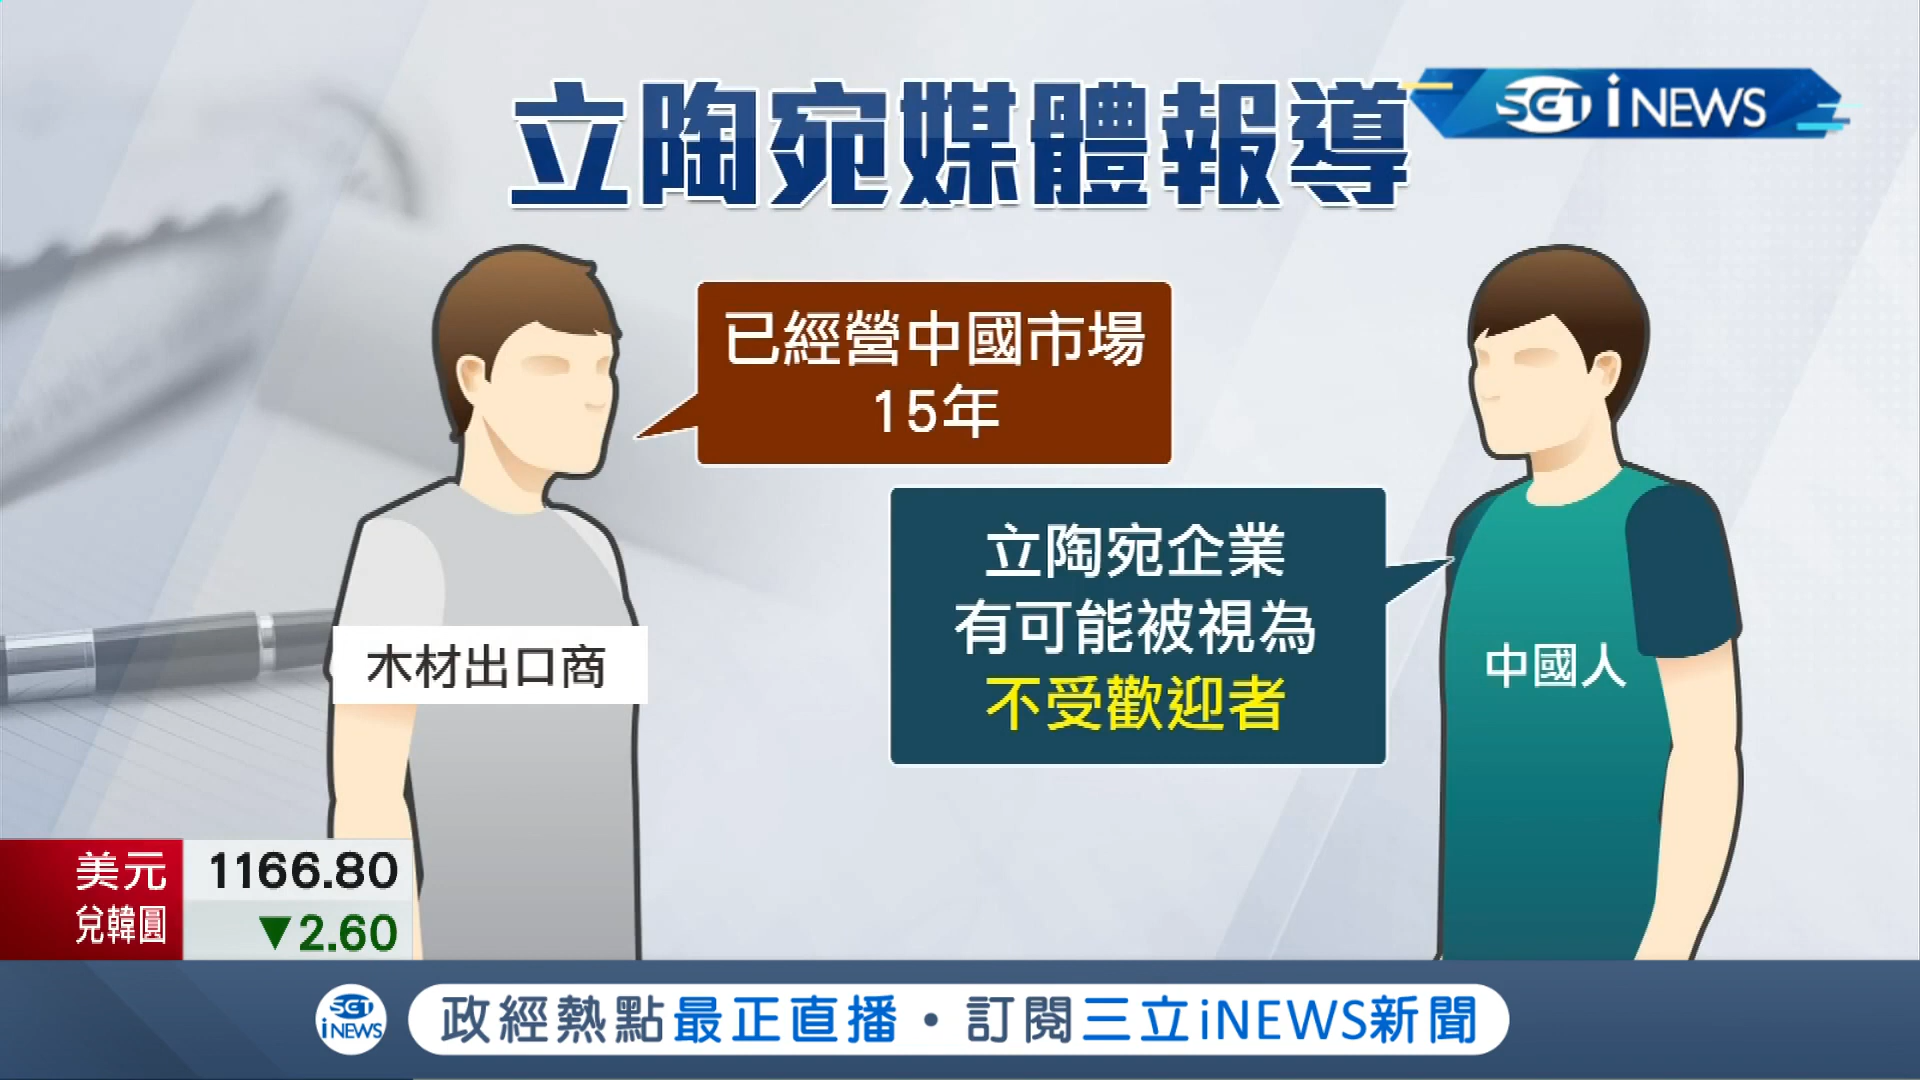 立陶宛媒體報導
SET iNEWS
已經營中國市場
15年
立陶宛企業
有可能被視為
不受歡迎者
木材出口商
中國人
美元
兌韓圓
1166.80
▼2.60
SET
iNEWS
政經熱點最正直播・訂閱三立iNEWS新聞